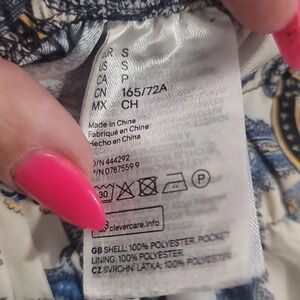 EUR S
US S
CA P
CN 165/72A
MX CH
Made in China
Fabriqué en Chine
Hecho en China
O/N 444292
P/N 0787559 9
30 P
clevercare.info
GB SHELL: 100% POLYESTER. POCKET
LINING: 100% POLYESTER.
CZ SVRCHNÍ LÁTKA: 100% POLYESTER.